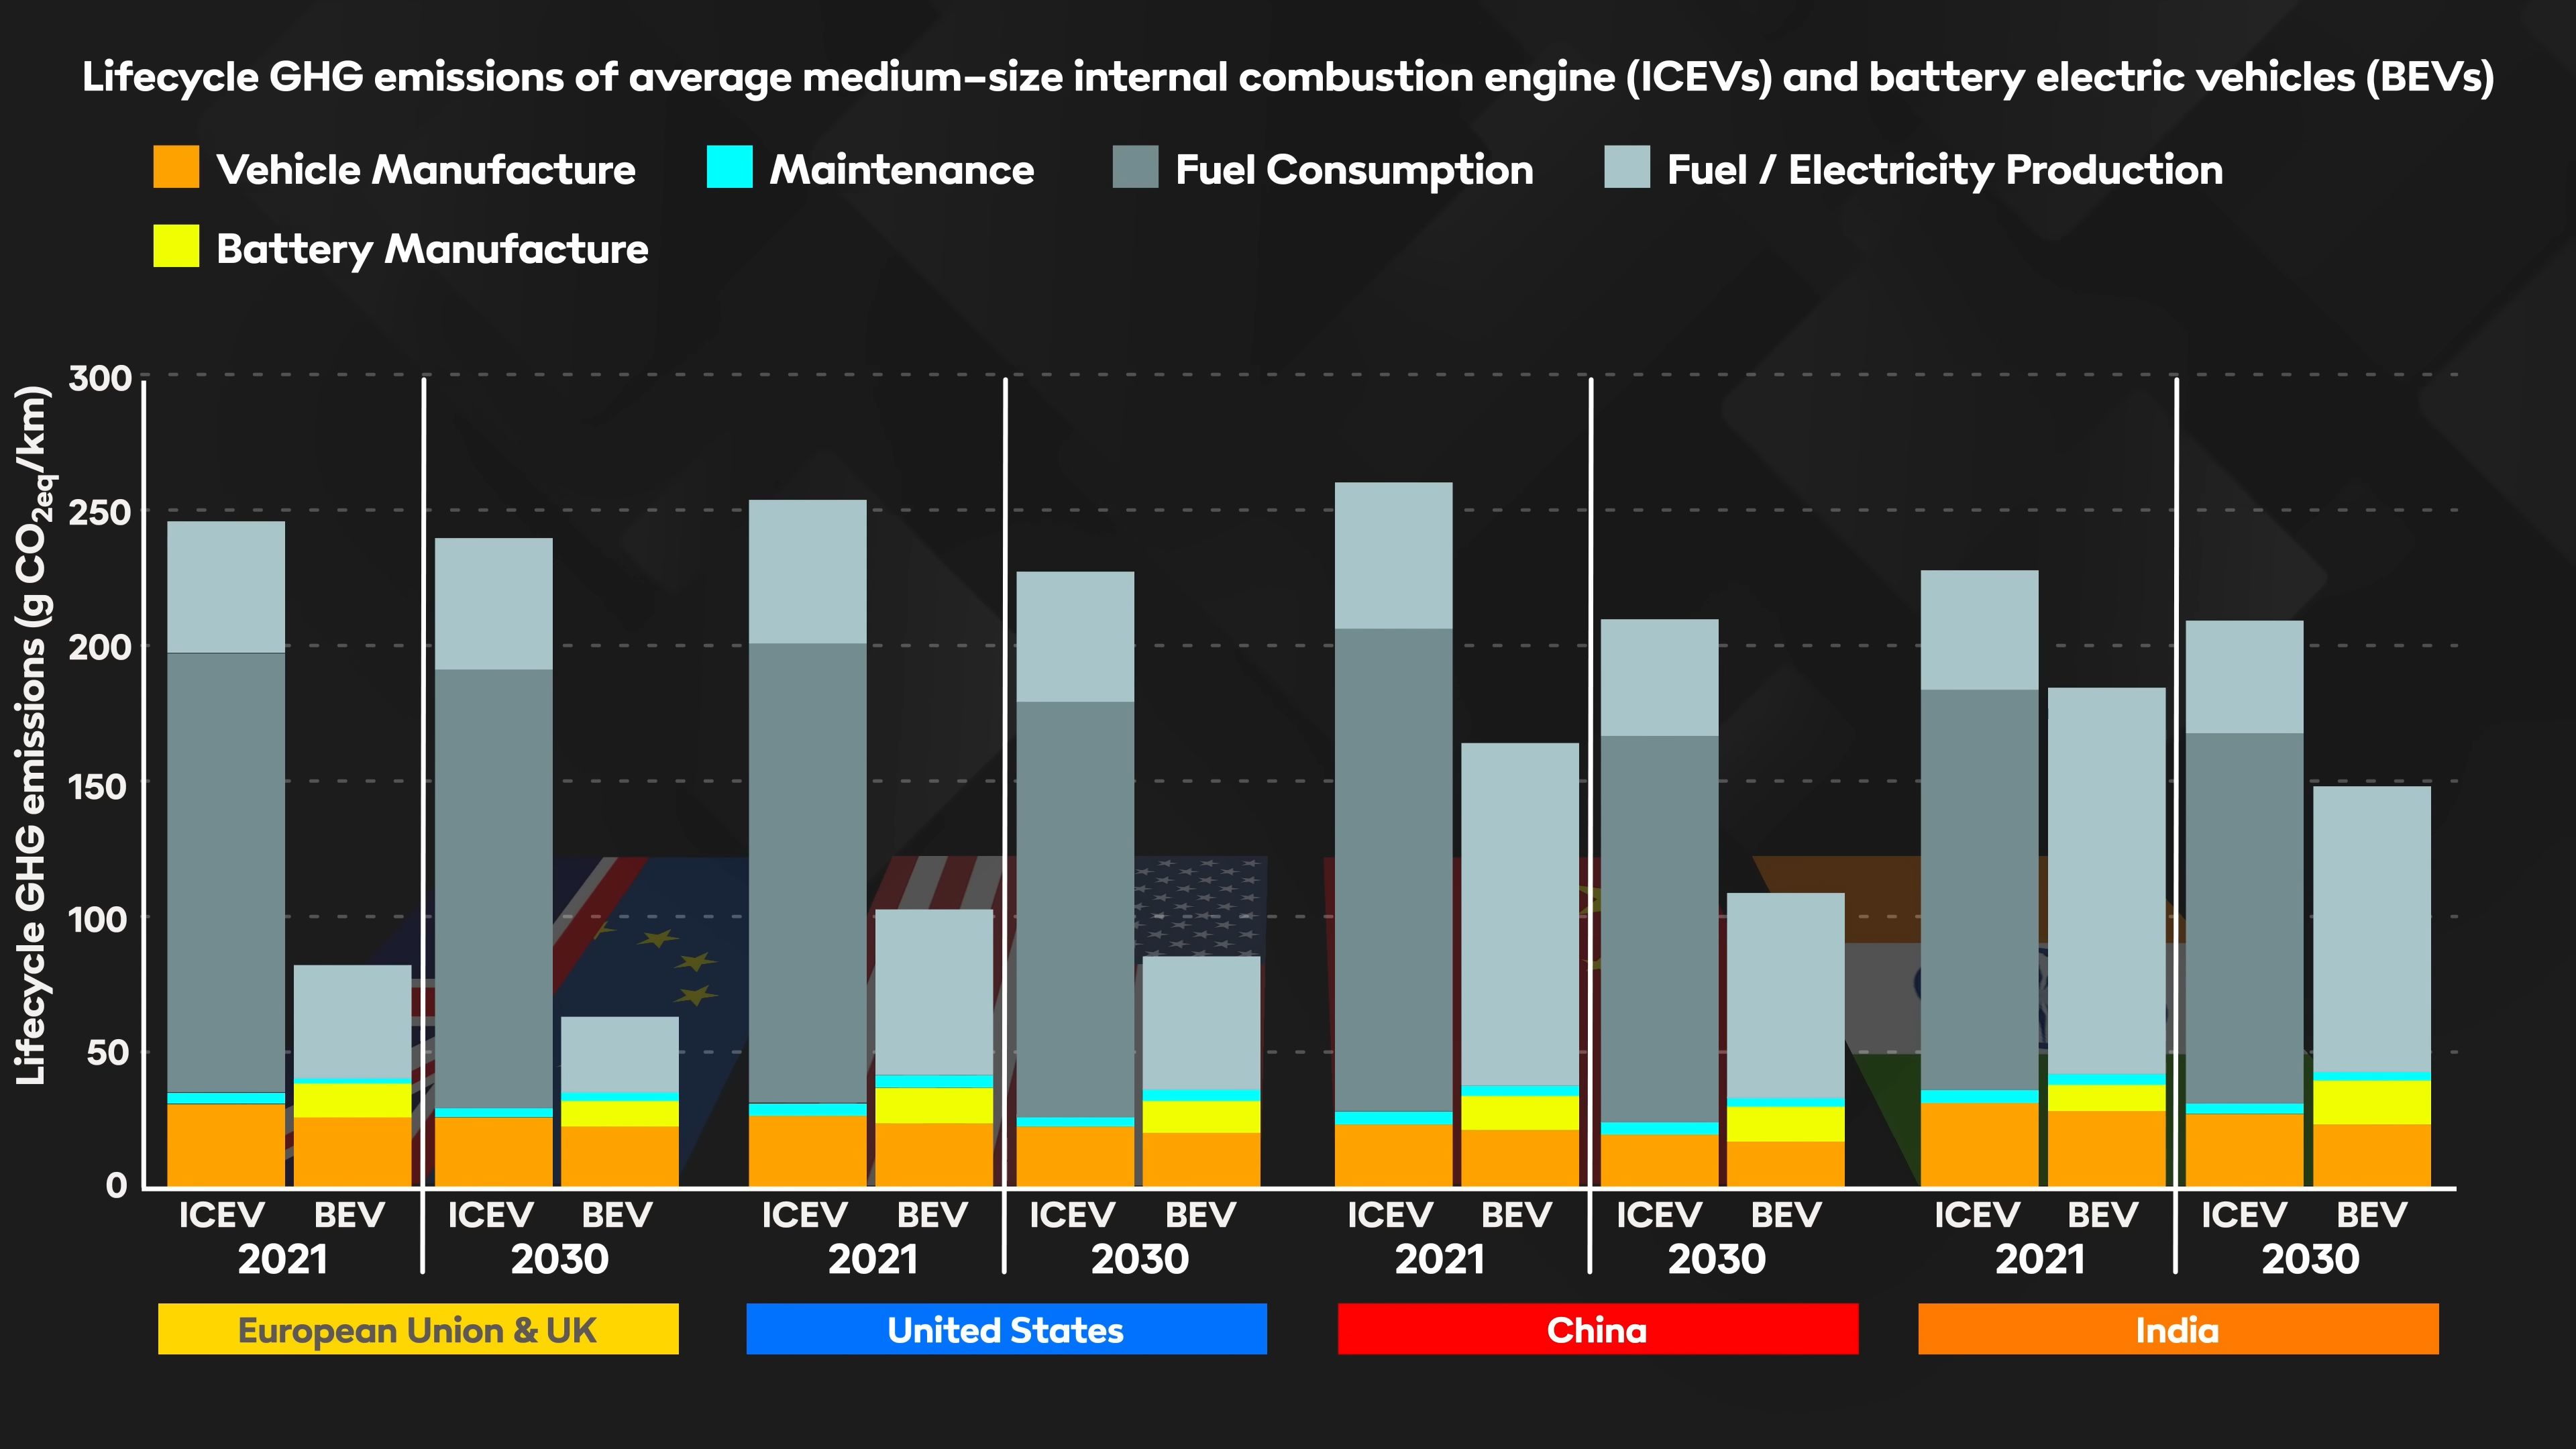 Lifecycle GHG emissions of average medium-size internal combustion engine (ICEVs) and battery electric vehicles (BEVs)
Vehicle Manufacture Maintenance Fuel Consumption Fuel / Electricity Production
Battery Manufacture
Lifecycle GHG emissions (g CO2eq/km)
300
250
200
150
100
50
0
ICEV BEV ICEV BEV ICEV BEV ICEV BEV ICEV BEV ICEV BEV ICEV BEV ICEV BEV
2021 2030 2021 2030 2021 2030 2021 2030
European Union & UK United States China India